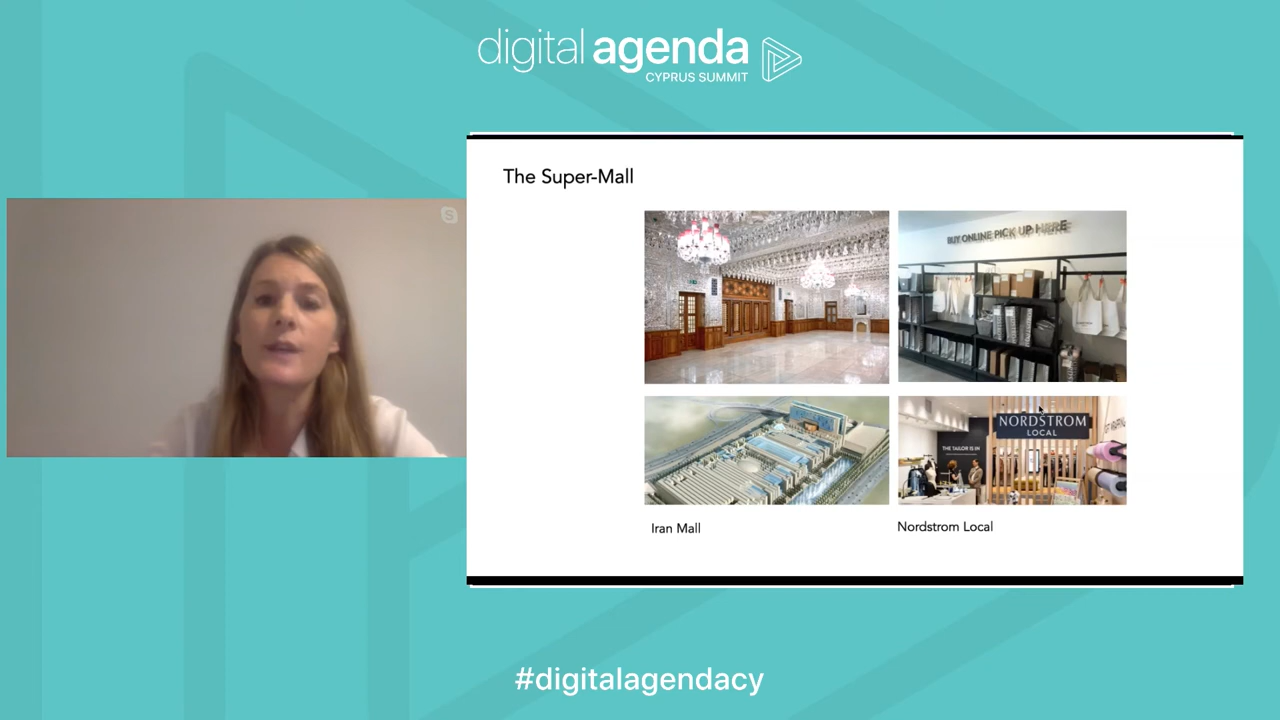 digital agenda
CYPRUS SUMMIT
S
The Super-Mall
BUY ONLINE PICK UP HERE
NORDSTROM
LOCAL
THE TAILOR IS IN
Iran Mall
Nordstrom Local
#digitalagendacy